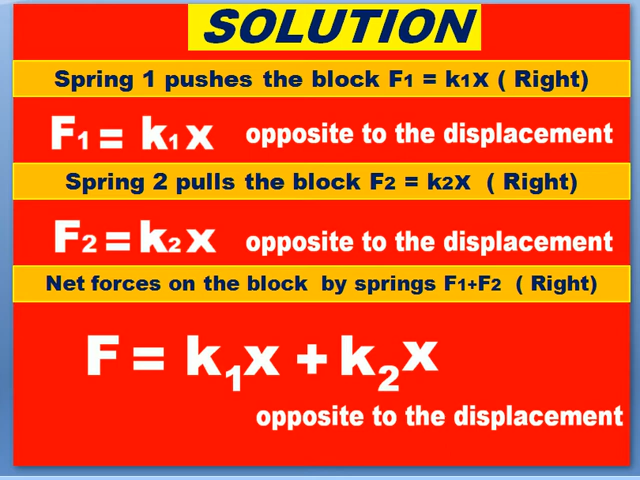 SOLUTION
Spring 1 pushes the block F1 = k1x ( Right)
F1 = k1x opposite to the displacement
Spring 2 pulls the block F2 = k2x ( Right)
F2 = k2x opposite to the displacement
Net forces on the block by springs F1+F2 ( Right)
F = k1x + k2x
opposite to the displacement